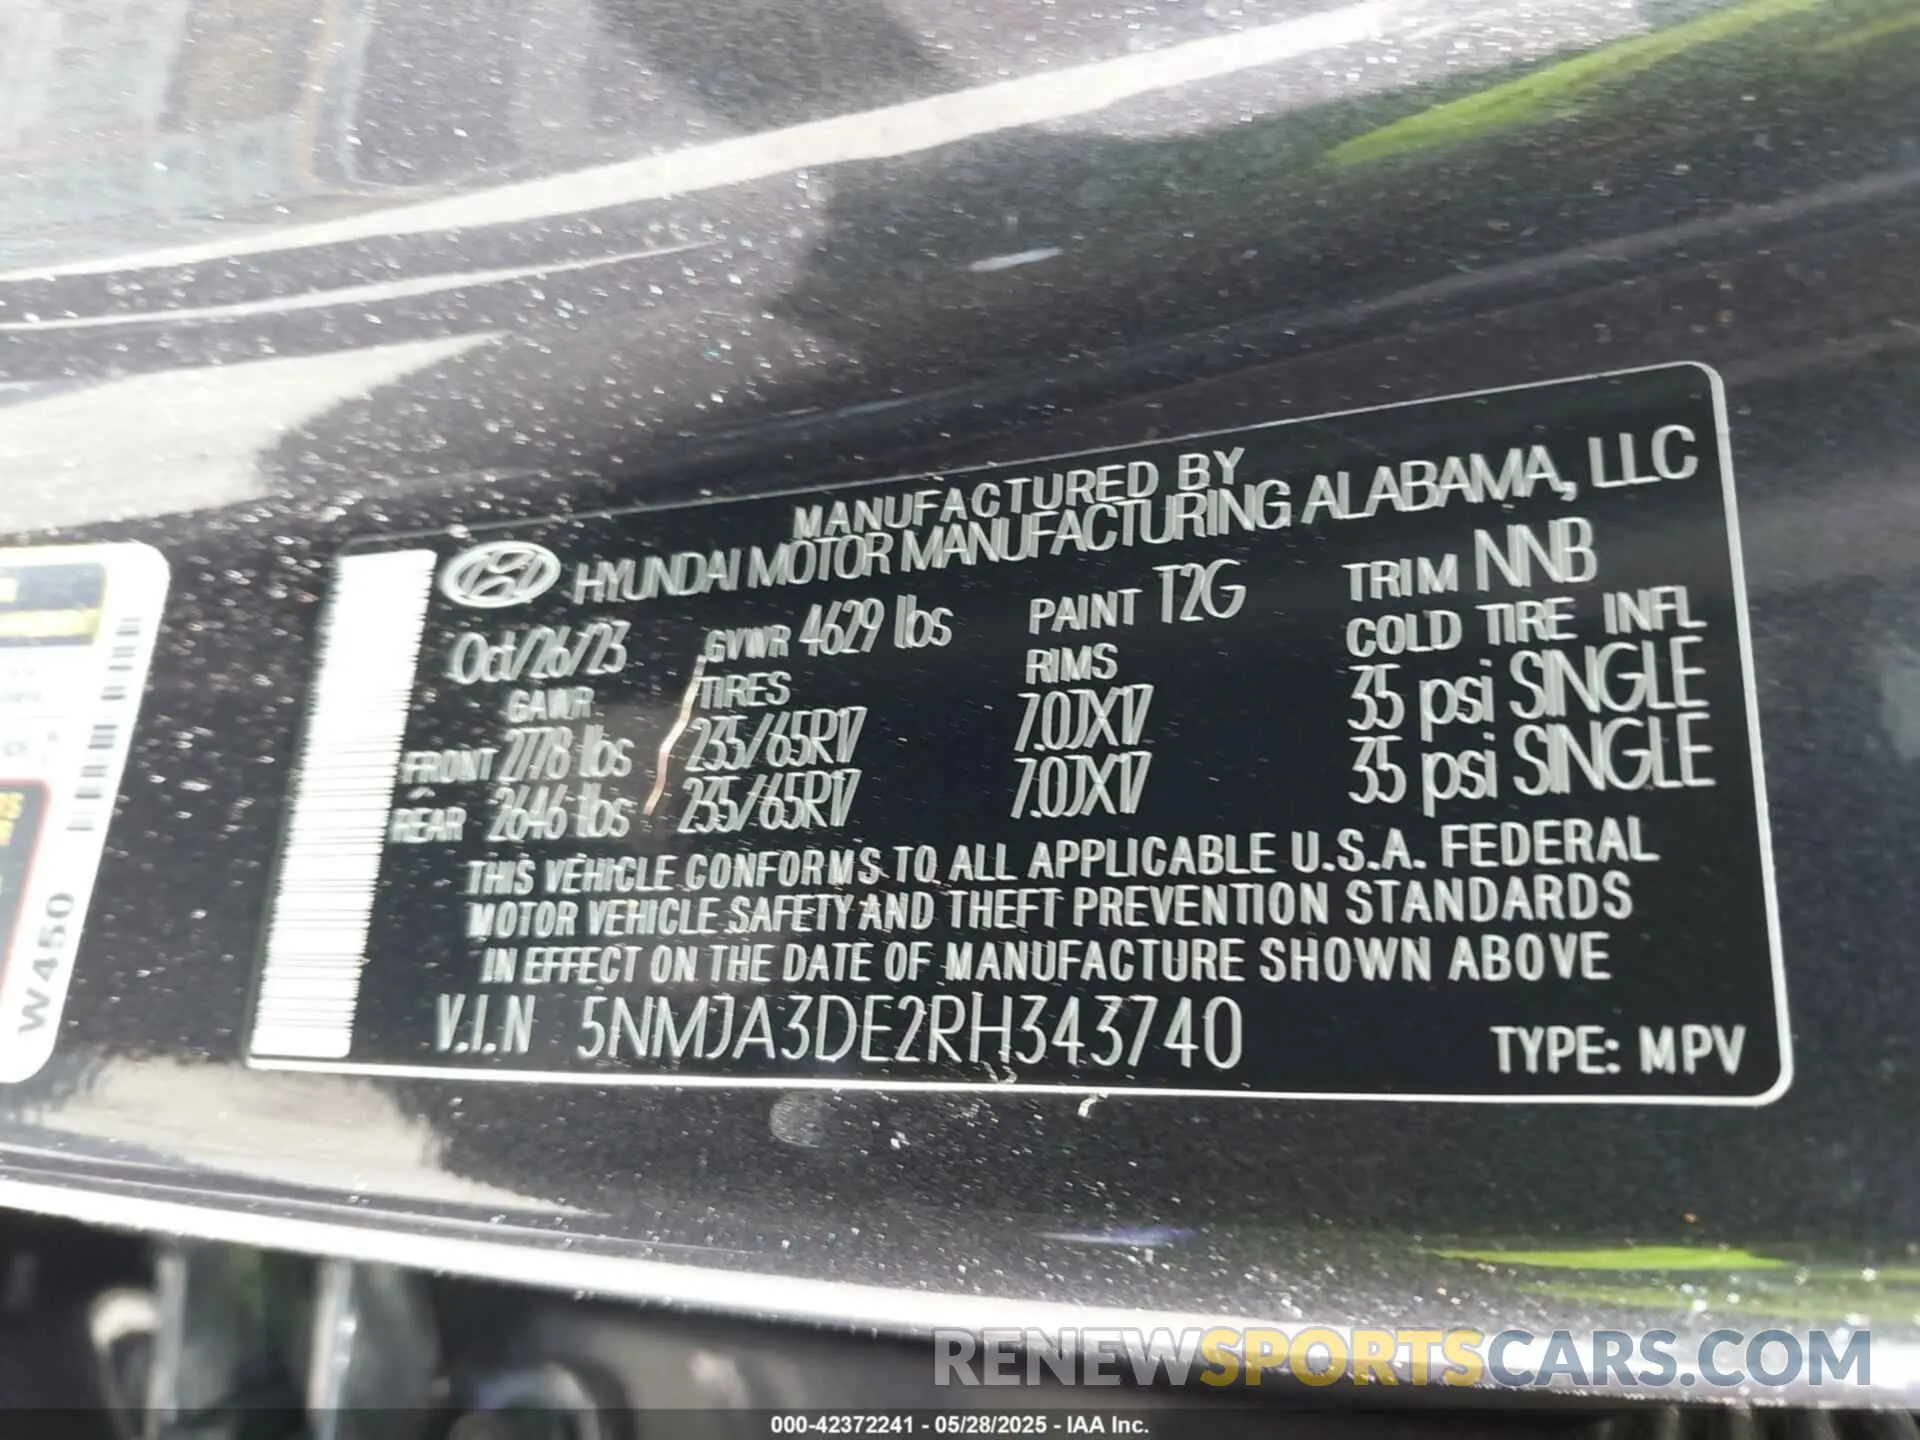 MANUFACTURED BY
HYUNDAI MOTOR MANUFACTURING ALABAMA, LLC
Oct/26/23 GVWR 4629 lbs PAINT T2G TRIM NNB
GAWR TIRES RIMS COLD TIRE INFL
FRONT 2778 lbs 235/65R17 7.0JX17 35 psi SINGLE
REAR 2646 lbs 235/65R17 7.0JX17 35 psi SINGLE
THIS VEHICLE CONFORMS TO ALL APPLICABLE U.S.A. FEDERAL
MOTOR VEHICLE SAFETY AND THEFT PREVENTION STANDARDS
IN EFFECT ON THE DATE OF MANUFACTURE SHOWN ABOVE
V.I.N 5NMJA3DE2RH343740 TYPE: MPV
W450
RENEWSPORTSCARS.COM
000-42372241 - 05/28/2025 - IAA Inc.